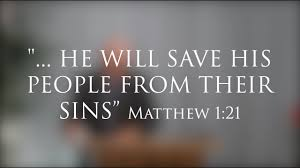 "... HE WILL SAVE HIS
PEOPLE FROM THEIR
SINS” MATTHEW 1:21